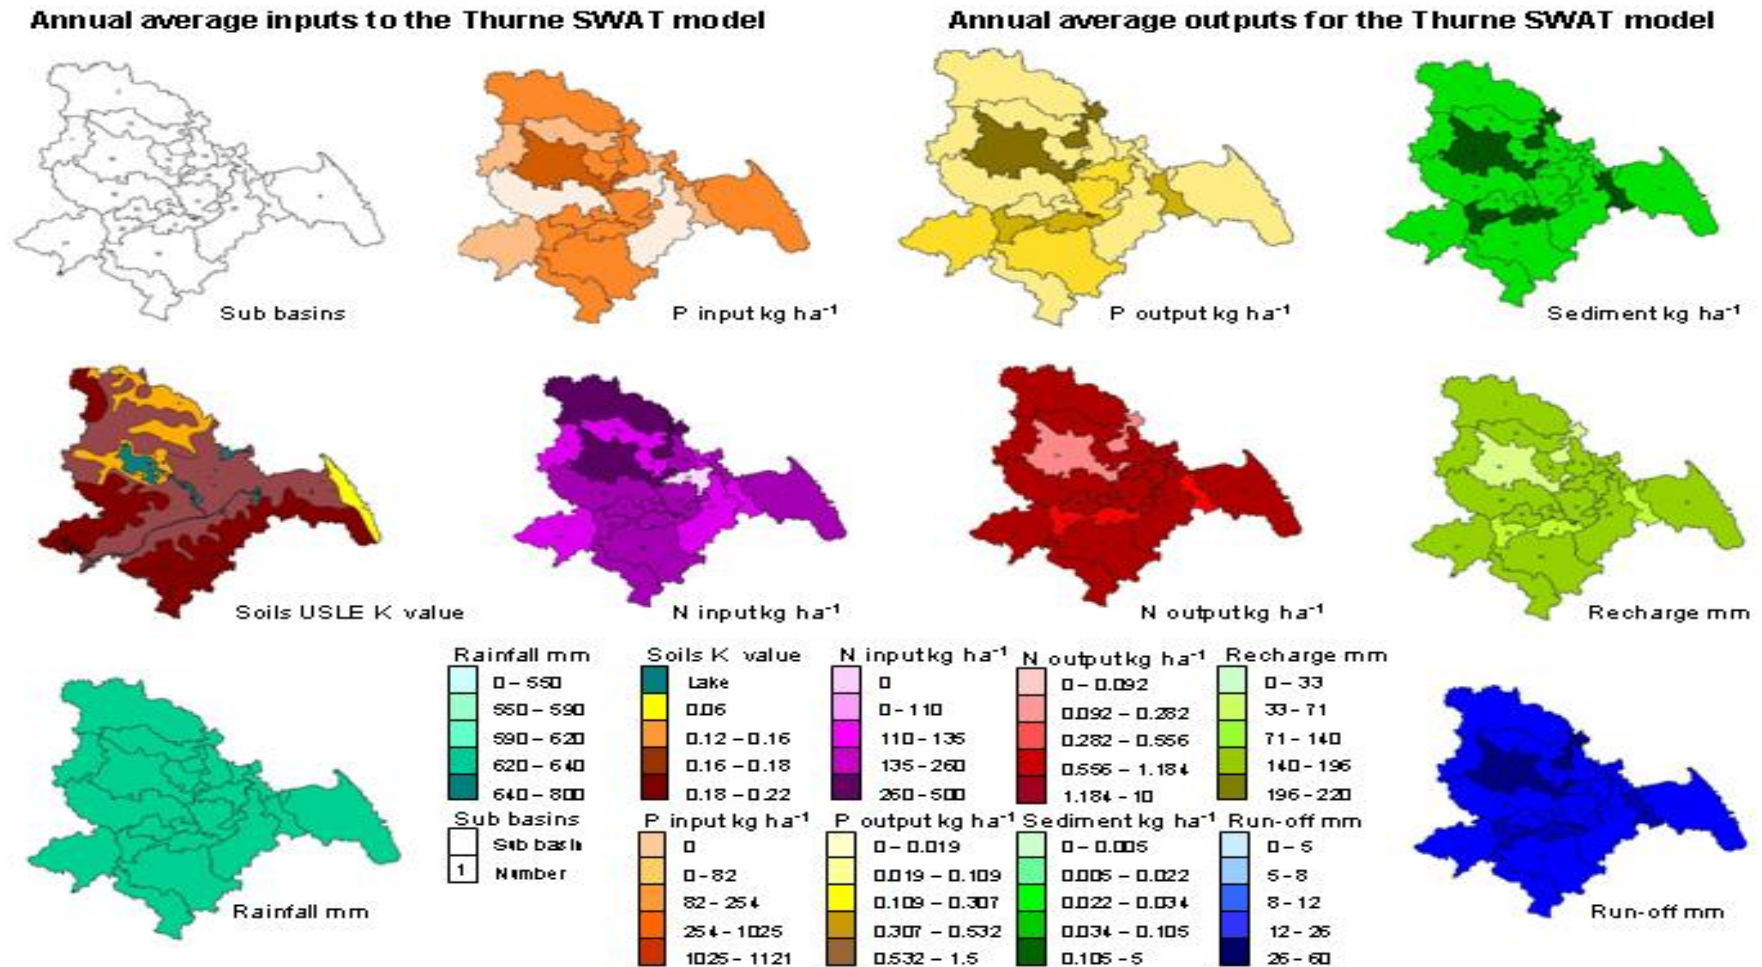 Annual average inputs to the Thurne SWAT model
Annual average outputs for the Thurne SWAT model
Sub basins
P input kg ha-1
P output kg ha-1
Sediment kg ha-1
Soils USLE K value
N input kg ha-1
N output kg ha-1
Recharge mm
Rainfall mm
0 - 550
550 - 590
590 - 620
620 - 640
640 - 800
Soils K value
Lake
0.06
0.12 - 0.16
0.16 - 0.18
0.18 - 0.22
N input kg ha-1
0
0 - 110
110 - 135
135 - 260
260 - 500
N output kg ha-1
0 - 0.092
0.092 - 0.282
0.282 - 0.556
0.556 - 1.184
1.184 - 10
Recharge mm
0 - 33
33 - 71
71 - 140
140 - 196
196 - 220
Sub basins
Sub basin
1 Number
P input kg ha-1
0
0 - 82
82 - 254
254 - 1025
1025 - 1121
P output kg ha-1
0 - 0.019
0.019 - 0.109
0.109 - 0.307
0.307 - 0.532
0.532 - 1.5
Sediment kg ha-1
0 - 0.005
0.005 - 0.022
0.022 - 0.034
0.034 - 0.105
0.105 - 5
Run-off mm
0 - 5
5 - 8
8 - 12
12 - 26
26 - 60
Rainfall mm
Run-off mm